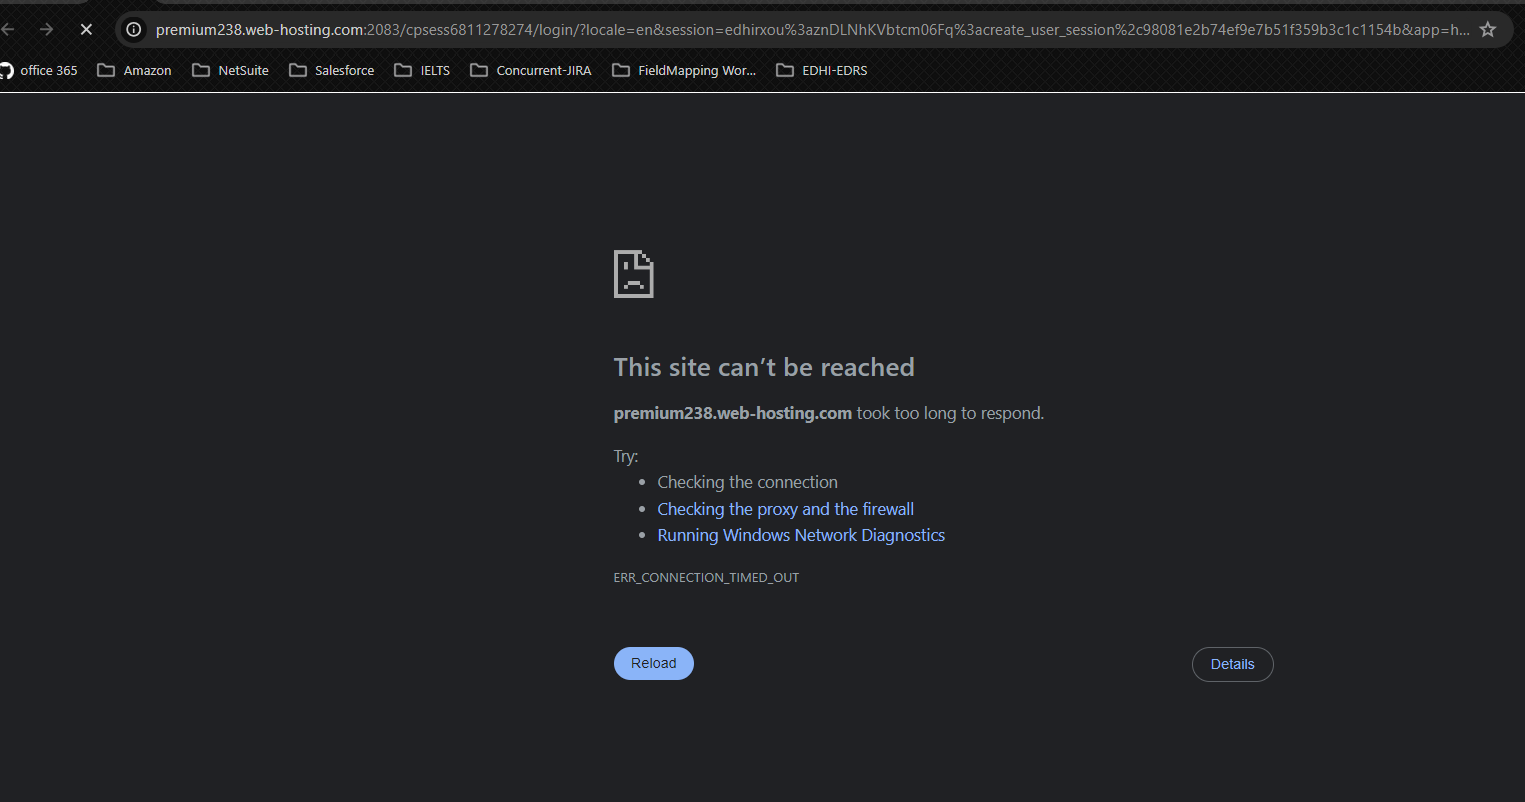 premium238.web-hosting.com:2083/cpsess6811278274/login/?locale=en&session=edhirxou%3aznDLNhKVbtcm06Fq%3acreate_user_session%2c98081e2b74ef9e7b51f359b3c1c1154b&app=h...
office 365 Amazon NetSuite Salesforce IELTS Concurrent-JIRA FieldMapping Wor... EDHI-EDRS
This site can’t be reached
premium238.web-hosting.com took too long to respond.
Try:
• Checking the connection
• Checking the proxy and the firewall
• Running Windows Network Diagnostics
ERR_CONNECTION_TIMED_OUT
Reload Details